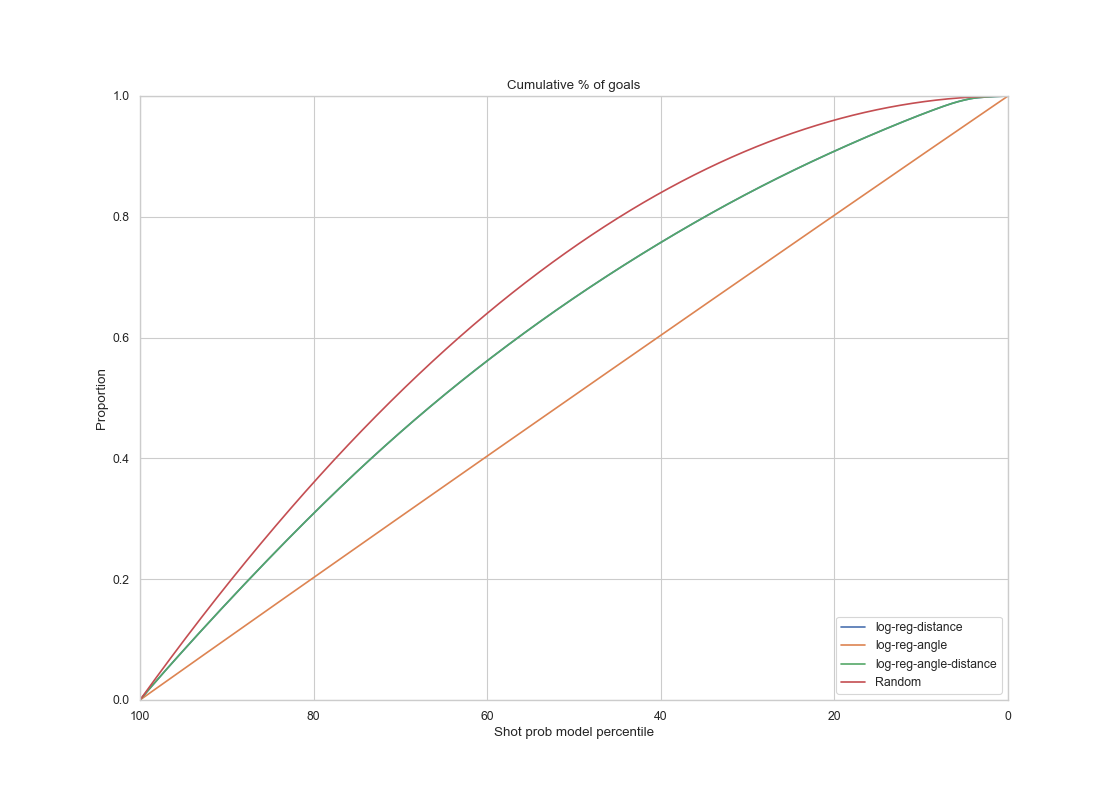 Cumulative % of goals
1.0
0.8
0.6
0.4
0.2
0.0
Proportion
100 80 60 40 20 0
Shot prob model percentile
log-reg-distance
log-reg-angle
log-reg-angle-distance
Random